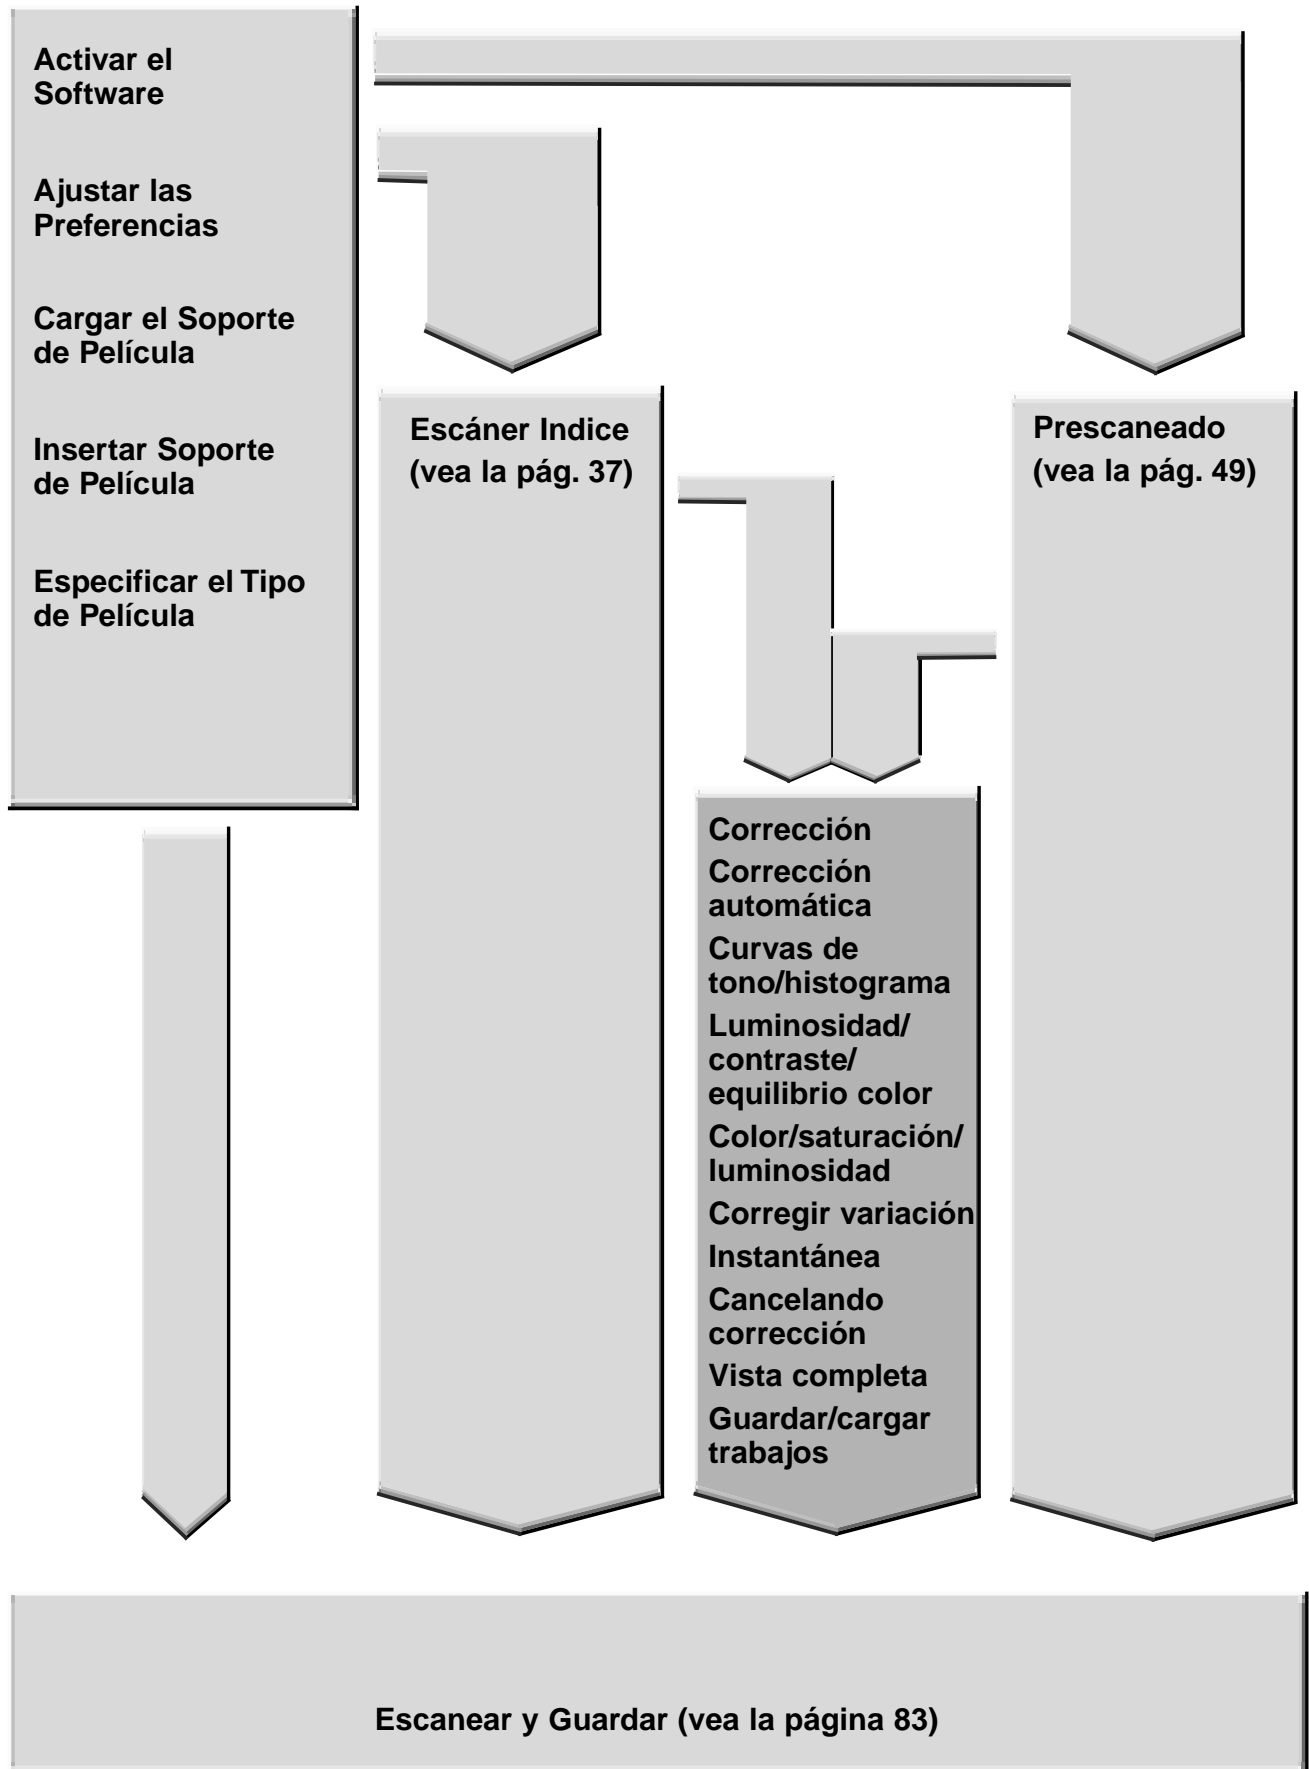 Activar el
Software
Ajustar las
Preferencias
Cargar el Soporte
de Película
Insertar Soporte
de Película
Especificar el Tipo
de Película
Escáner Indice
(vea la pág. 37)
Prescaneado
(vea la pág. 49)
Corrección
Corrección
automática
Curvas de
tono/histograma
Luminosidad/
contraste/
equilibrio color
Color/saturación/
luminosidad
Corregir variación
Instantánea
Cancelando
corrección
Vista completa
Guardar/cargar
trabajos
Escanear y Guardar (vea la página 83)